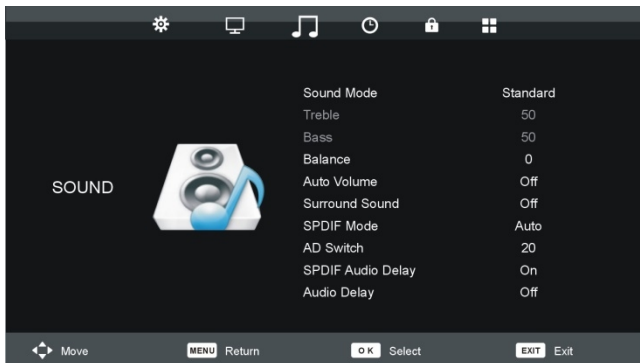 SOUND
Sound Mode Standard
Treble 50
Bass 50
Balance 0
Auto Volume Off
Surround Sound Off
SPDIF Mode Auto
AD Switch 20
SPDIF Audio Delay On
Audio Delay Off
Move MENU Return OK Select EXIT Exit